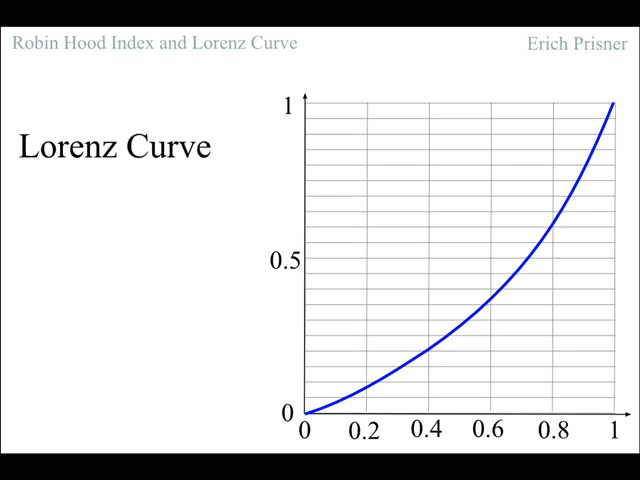 Robin Hood Index and Lorenz Curve
Erich Prisner
Lorenz Curve
1
0.5
0
0 0.2 0.4 0.6 0.8 1